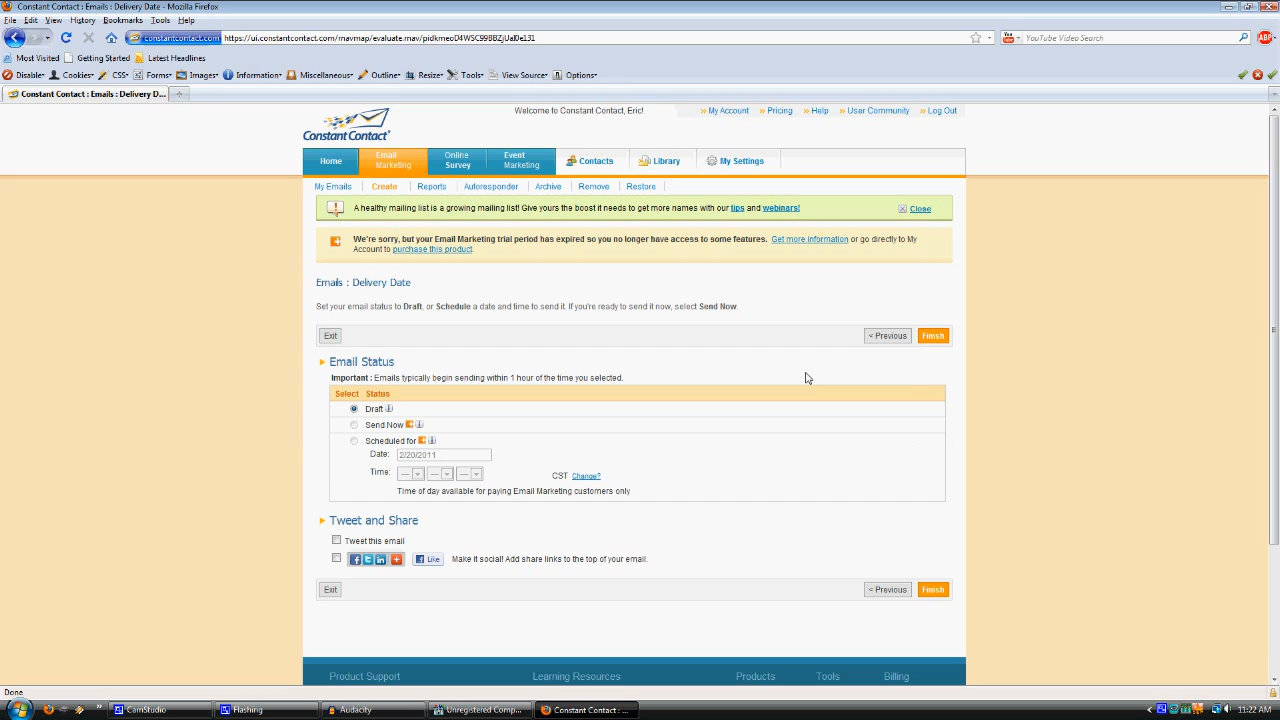 Constant Contact : Emails : Delivery Date - Mozilla Firefox
File Edit View History Bookmarks Tools Help
constantcontact.com
YouTube Video Search
Most Visited Getting Started Latest Headlines
Disable Cookies CSS Forms Images Information Miscellaneous Outline Resize Tools View Source Options
Constant Contact : Emails : Delivery D...
Constant Contact
Welcome to Constant Contact, Eric!
My Account Pricing Help User Community Log Out
Home Email Marketing Online Survey Event Marketing Contacts Library My Settings
My Emails Create Reports Autoresponder Archive Remove Restore
A healthy mailing list is a growing mailing list! Give yours the boost it needs to get more names with our tips and webinars! Close
We're sorry, but your Email Marketing trial period has expired so you no longer have access to some features. Get more information or go directly to My
Account to purchase this product.
Emails : Delivery Date
Set your email status to Draft, or Schedule a date and time to send it. If you're ready to send it now, select Send Now.
Exit < Previous Finish
Email Status
Important : Emails typically begin sending within 1 hour of the time you selected.
Select Status
Draft
Send Now
Scheduled for
Date: 2/20/2011
Time: --- --- --- CST Change?
Time of day available for paying Email Marketing customers only
Tweet and Share
Tweet this email
Like Make it social! Add share links to the top of your email.
Exit < Previous Finish
Product Support Learning Resources Products Tools Billing
Done
CamStudio Flashing Audacity Unregistered Comp... Constant Contact : ... 11:22 AM